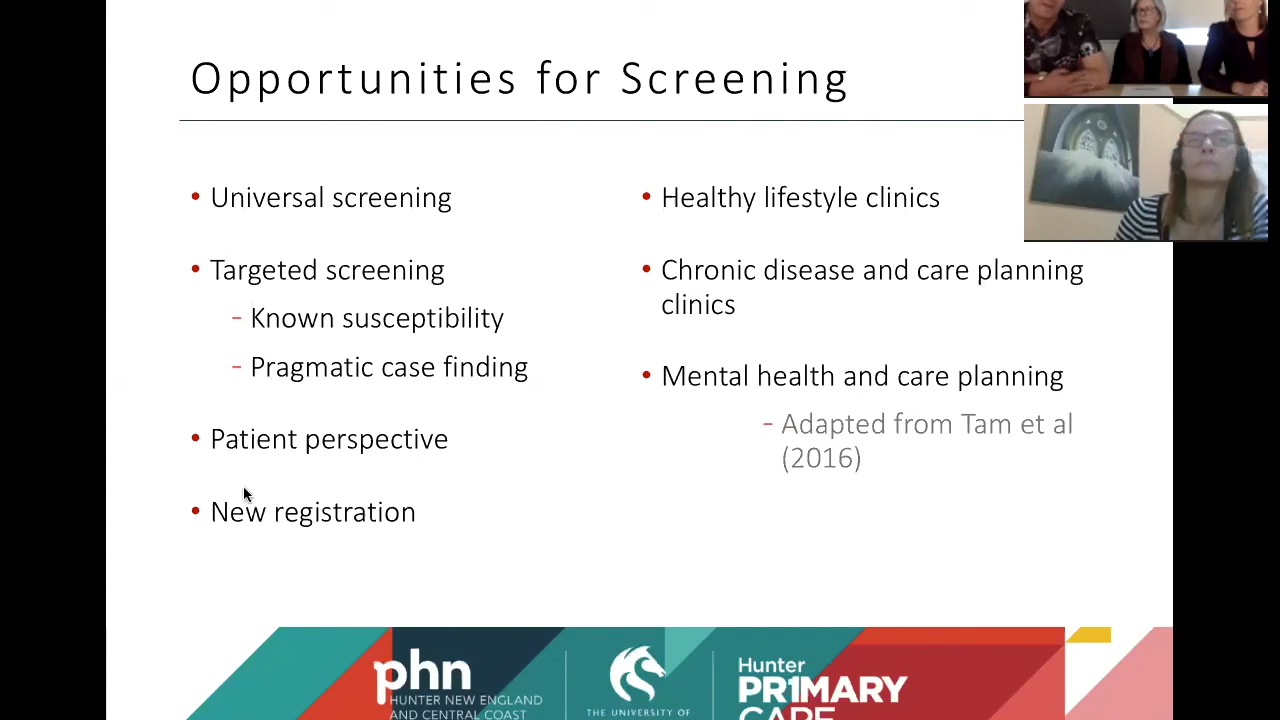 Opportunities for Screening
• Universal screening
• Targeted screening
- Known susceptibility
- Pragmatic case finding
• Patient perspective
• New registration
• Healthy lifestyle clinics
• Chronic disease and care planning
clinics
• Mental health and care planning
- Adapted from Tam et al
(2016)
phn
HUNTER NEW ENGLAND
AND CENTRAL COAST
THE UNIVERSITY OF
Hunter
PR1MARY
CARE